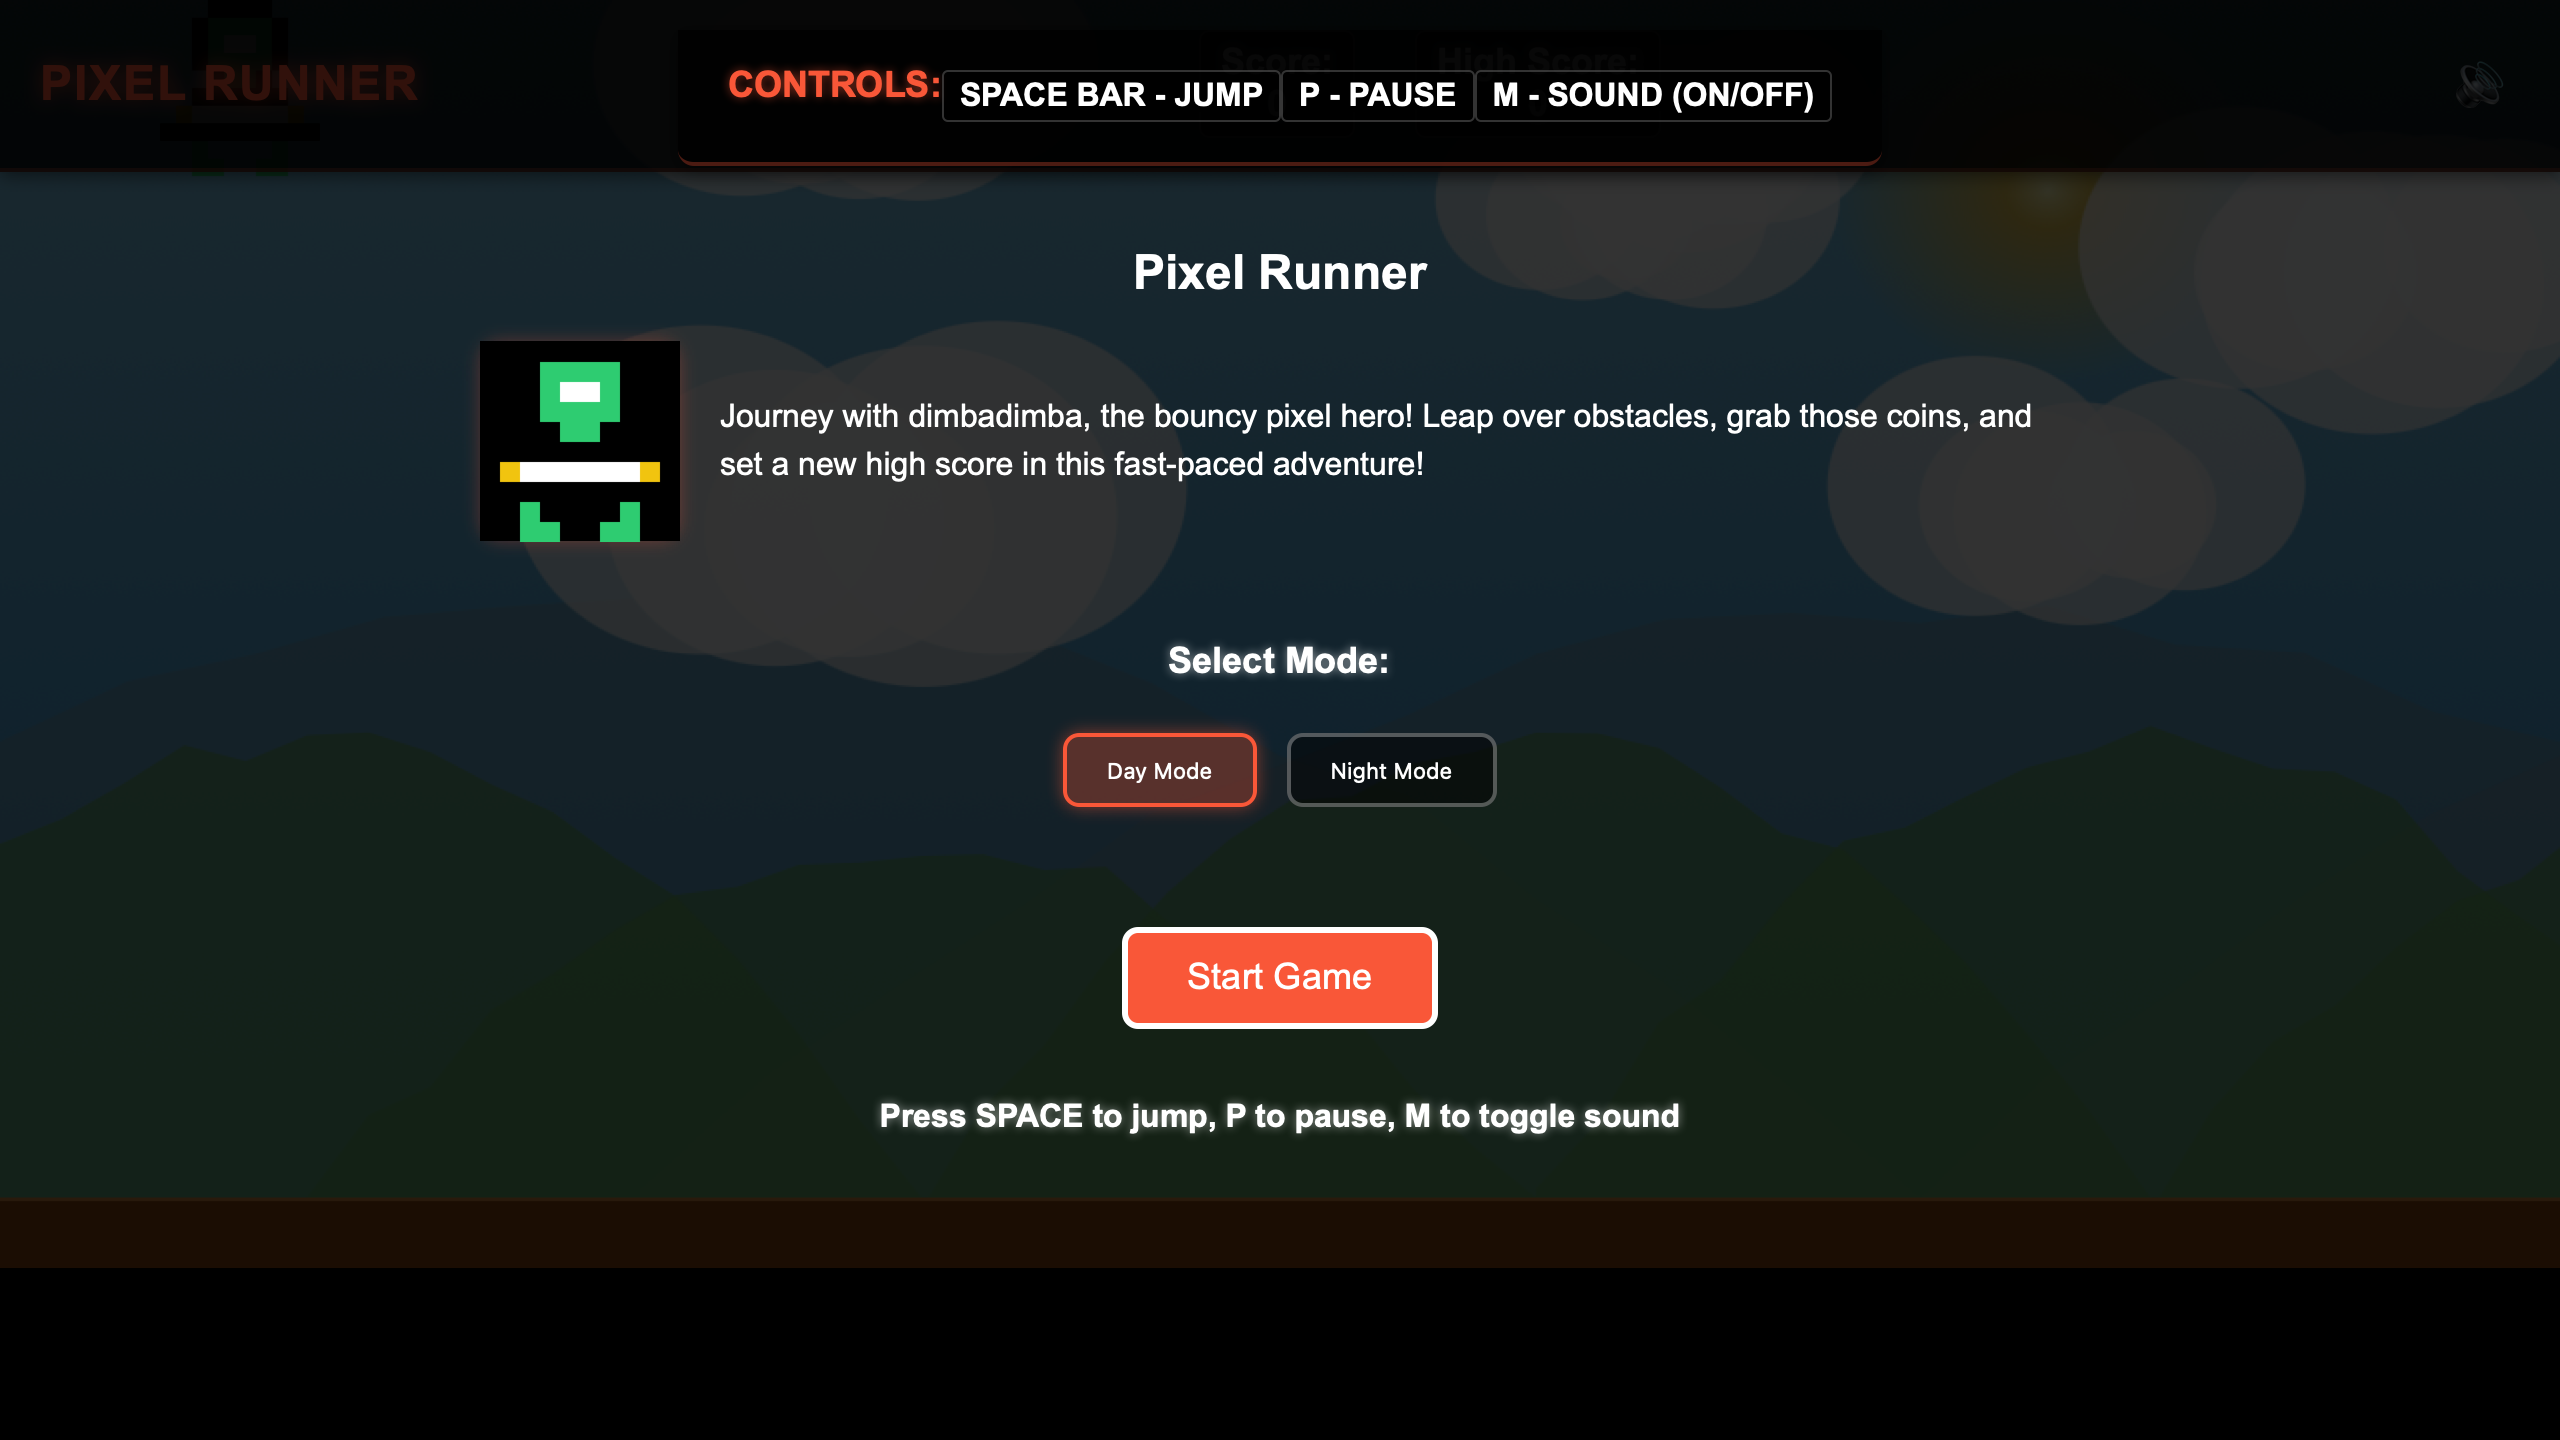 PIXEL RUNNER
Score:
High Score:
CONTROLS:
SPACE BAR - JUMP
P - PAUSE
M - SOUND (ON/OFF)
Pixel Runner
Journey with dimbadimba, the bouncy pixel hero! Leap over obstacles, grab those coins, and
set a new high score in this fast-paced adventure!
Select Mode:
Day Mode
Night Mode
Start Game
Press SPACE to jump, P to pause, M to toggle sound